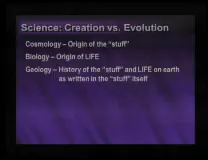 Science: Creation vs. Evolution
Cosmology – Origin of the "stuff"
Biology – Origin of LIFE
Geology – History of the "stuff" and LIFE on earth
as written in the "stuff" itself